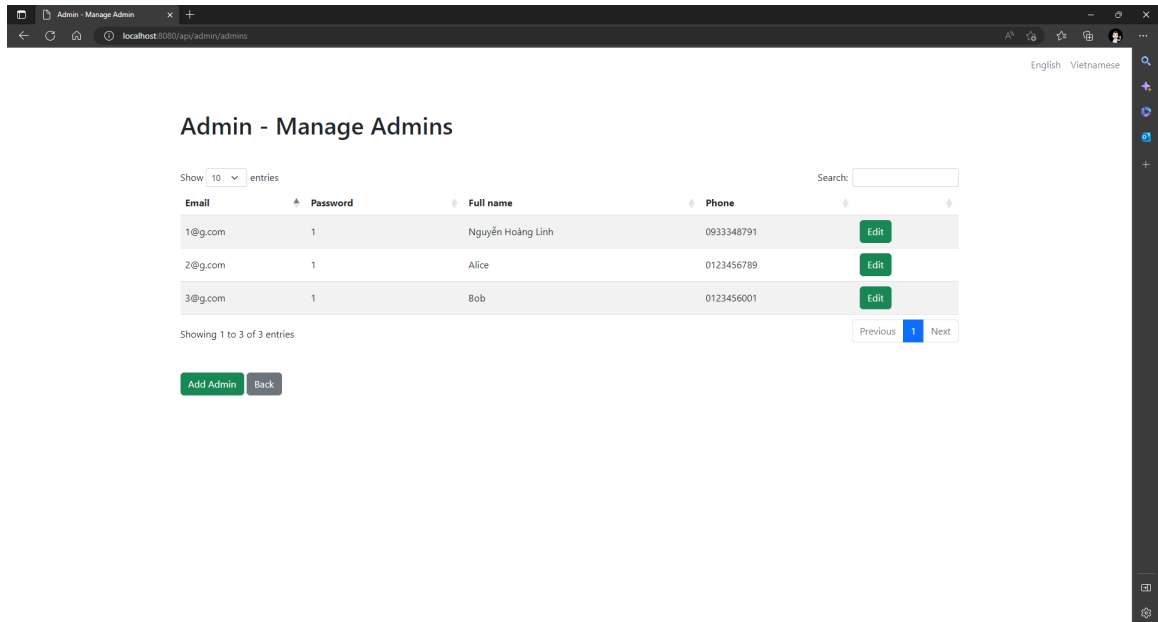 Admin - Manage Admin
localhost:8080/api/admin/admins
English Vietnamese
Admin - Manage Admins
Show 10 entries Search:
Email Password Full name Phone
1@g.com 1 Nguyễn Hoàng Linh 0933348791 Edit
2@g.com 1 Alice 0123456789 Edit
3@g.com 1 Bob 0123456001 Edit
Showing 1 to 3 of 3 entries Previous 1 Next
Add Admin Back